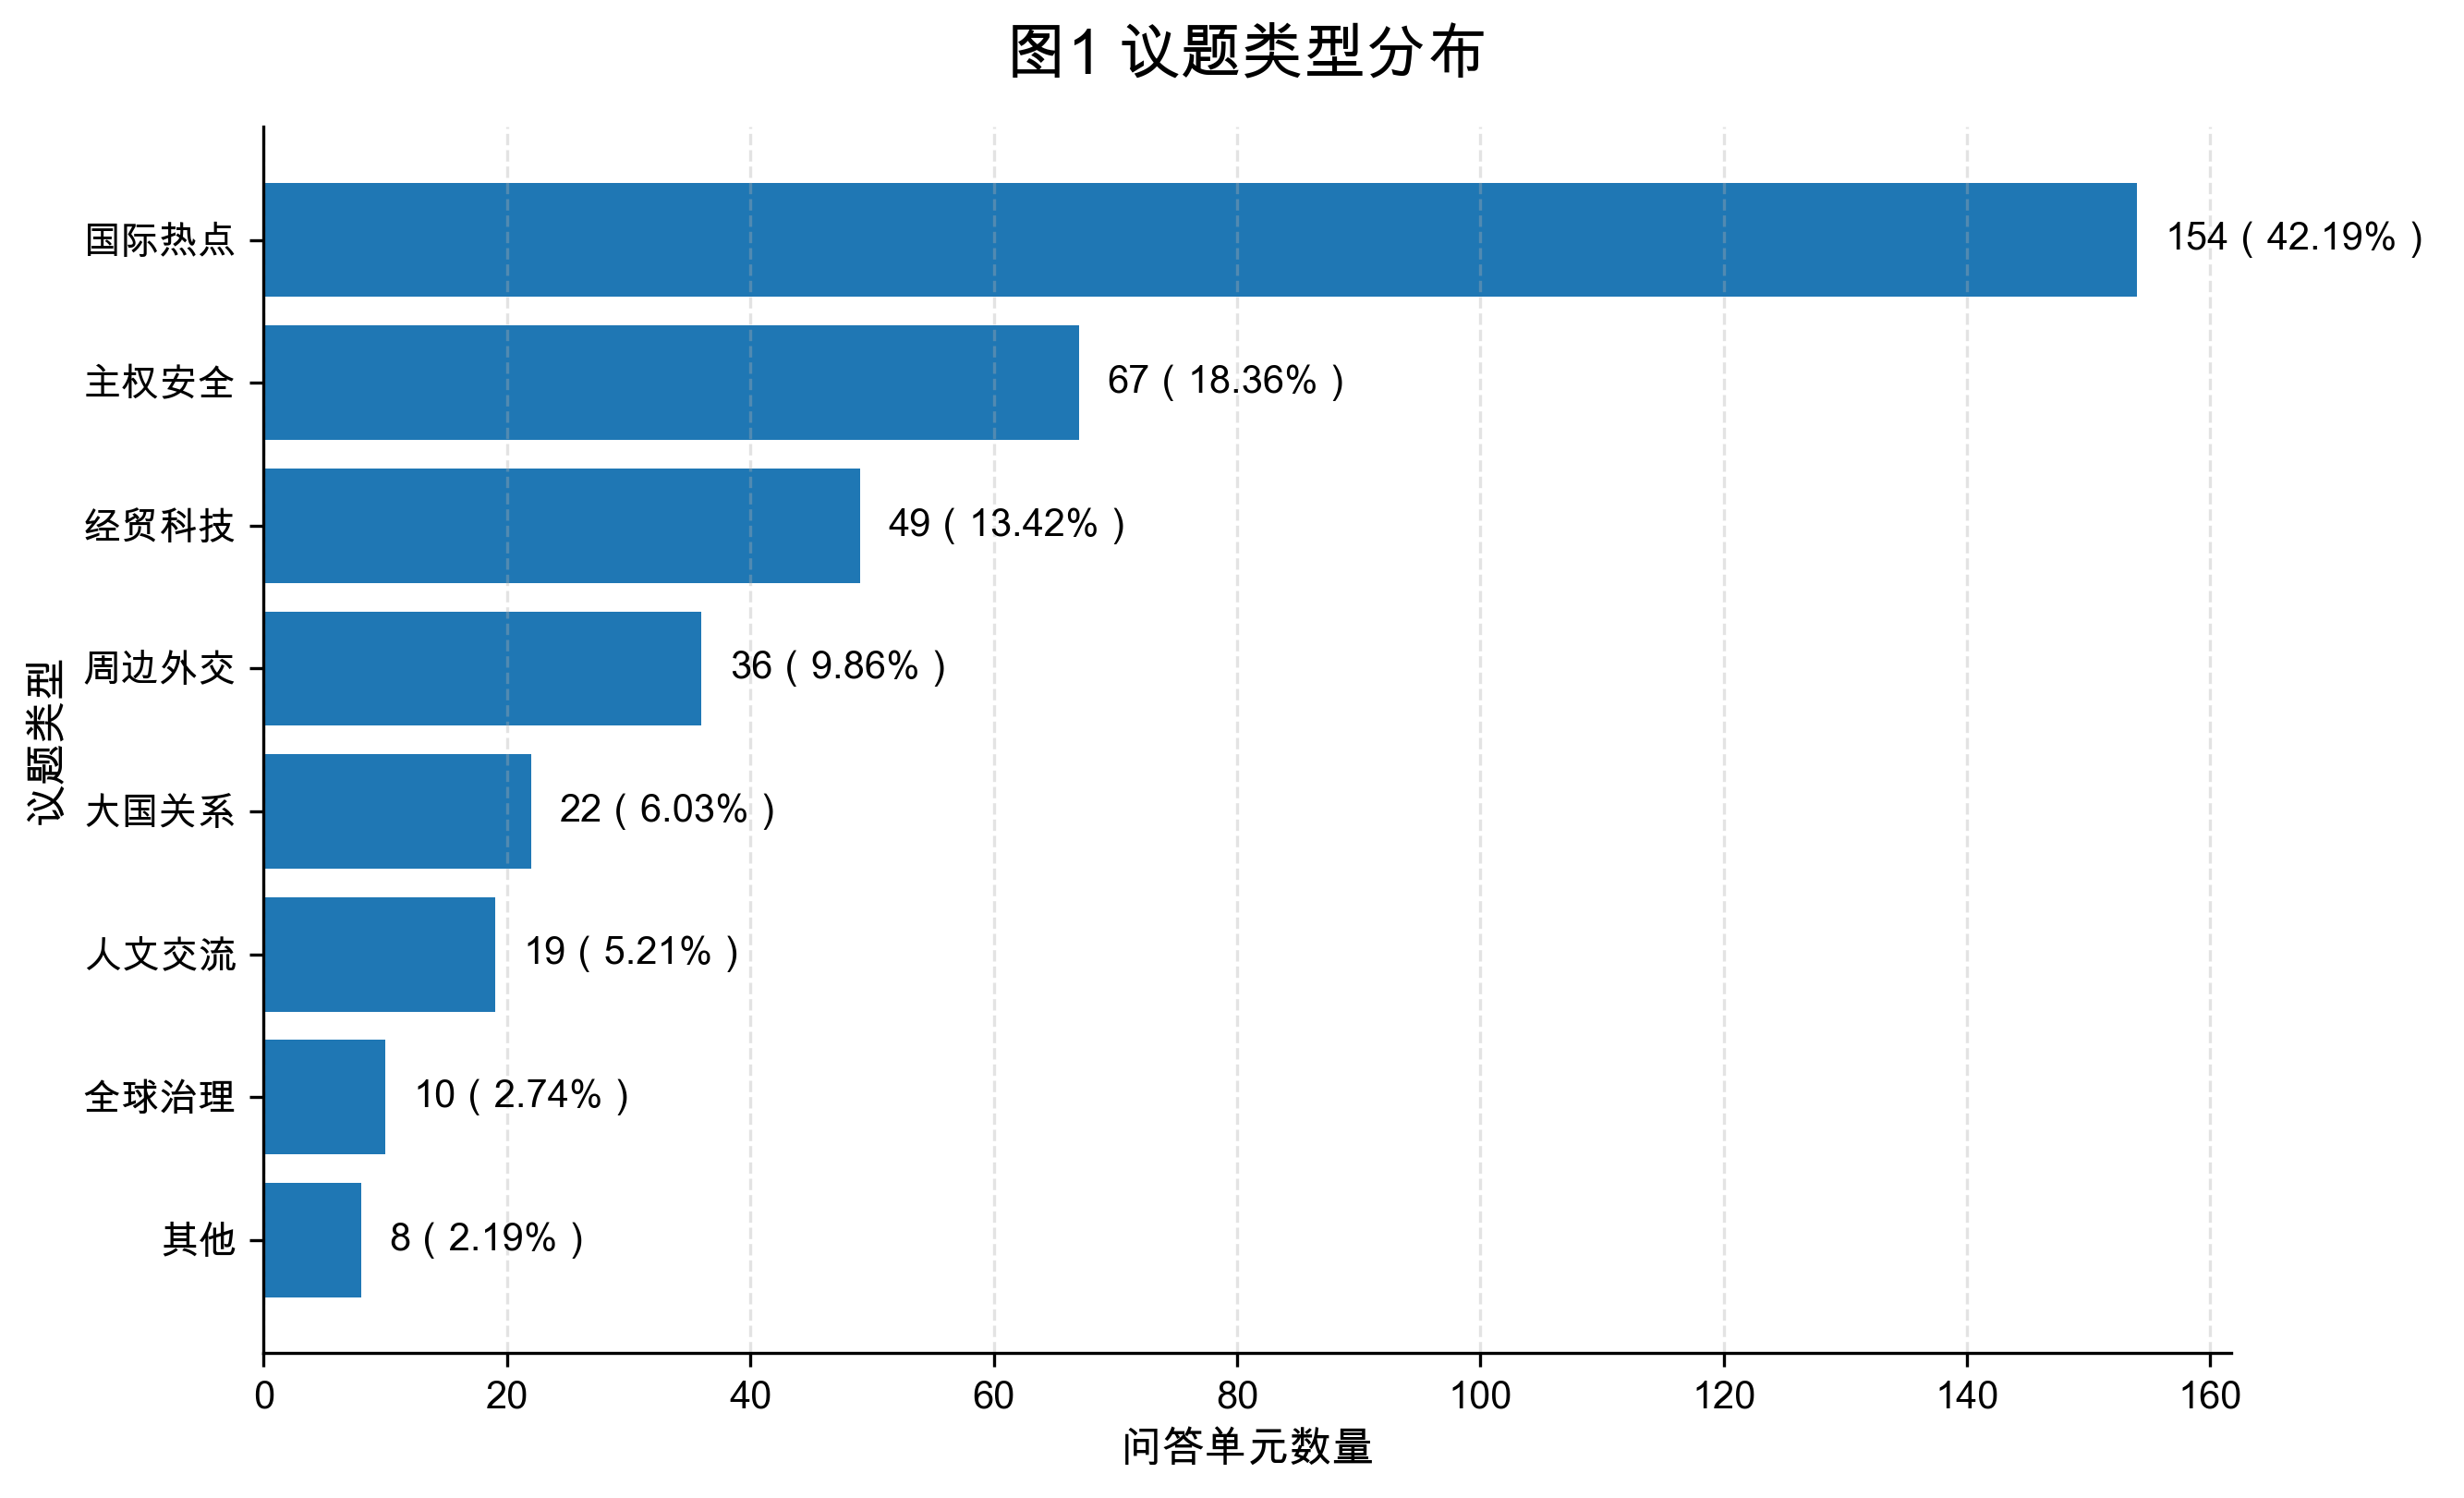 图1 议题类型分布
议题类型
国际热点 154 ( 42.19% )
主权安全 67 ( 18.36% )
经贸科技 49 ( 13.42% )
周边外交 36 ( 9.86% )
大国关系 22 ( 6.03% )
人文交流 19 ( 5.21% )
全球治理 10 ( 2.74% )
其他 8 ( 2.19% )
0 20 40 60 80 100 120 140 160
问答单元数量